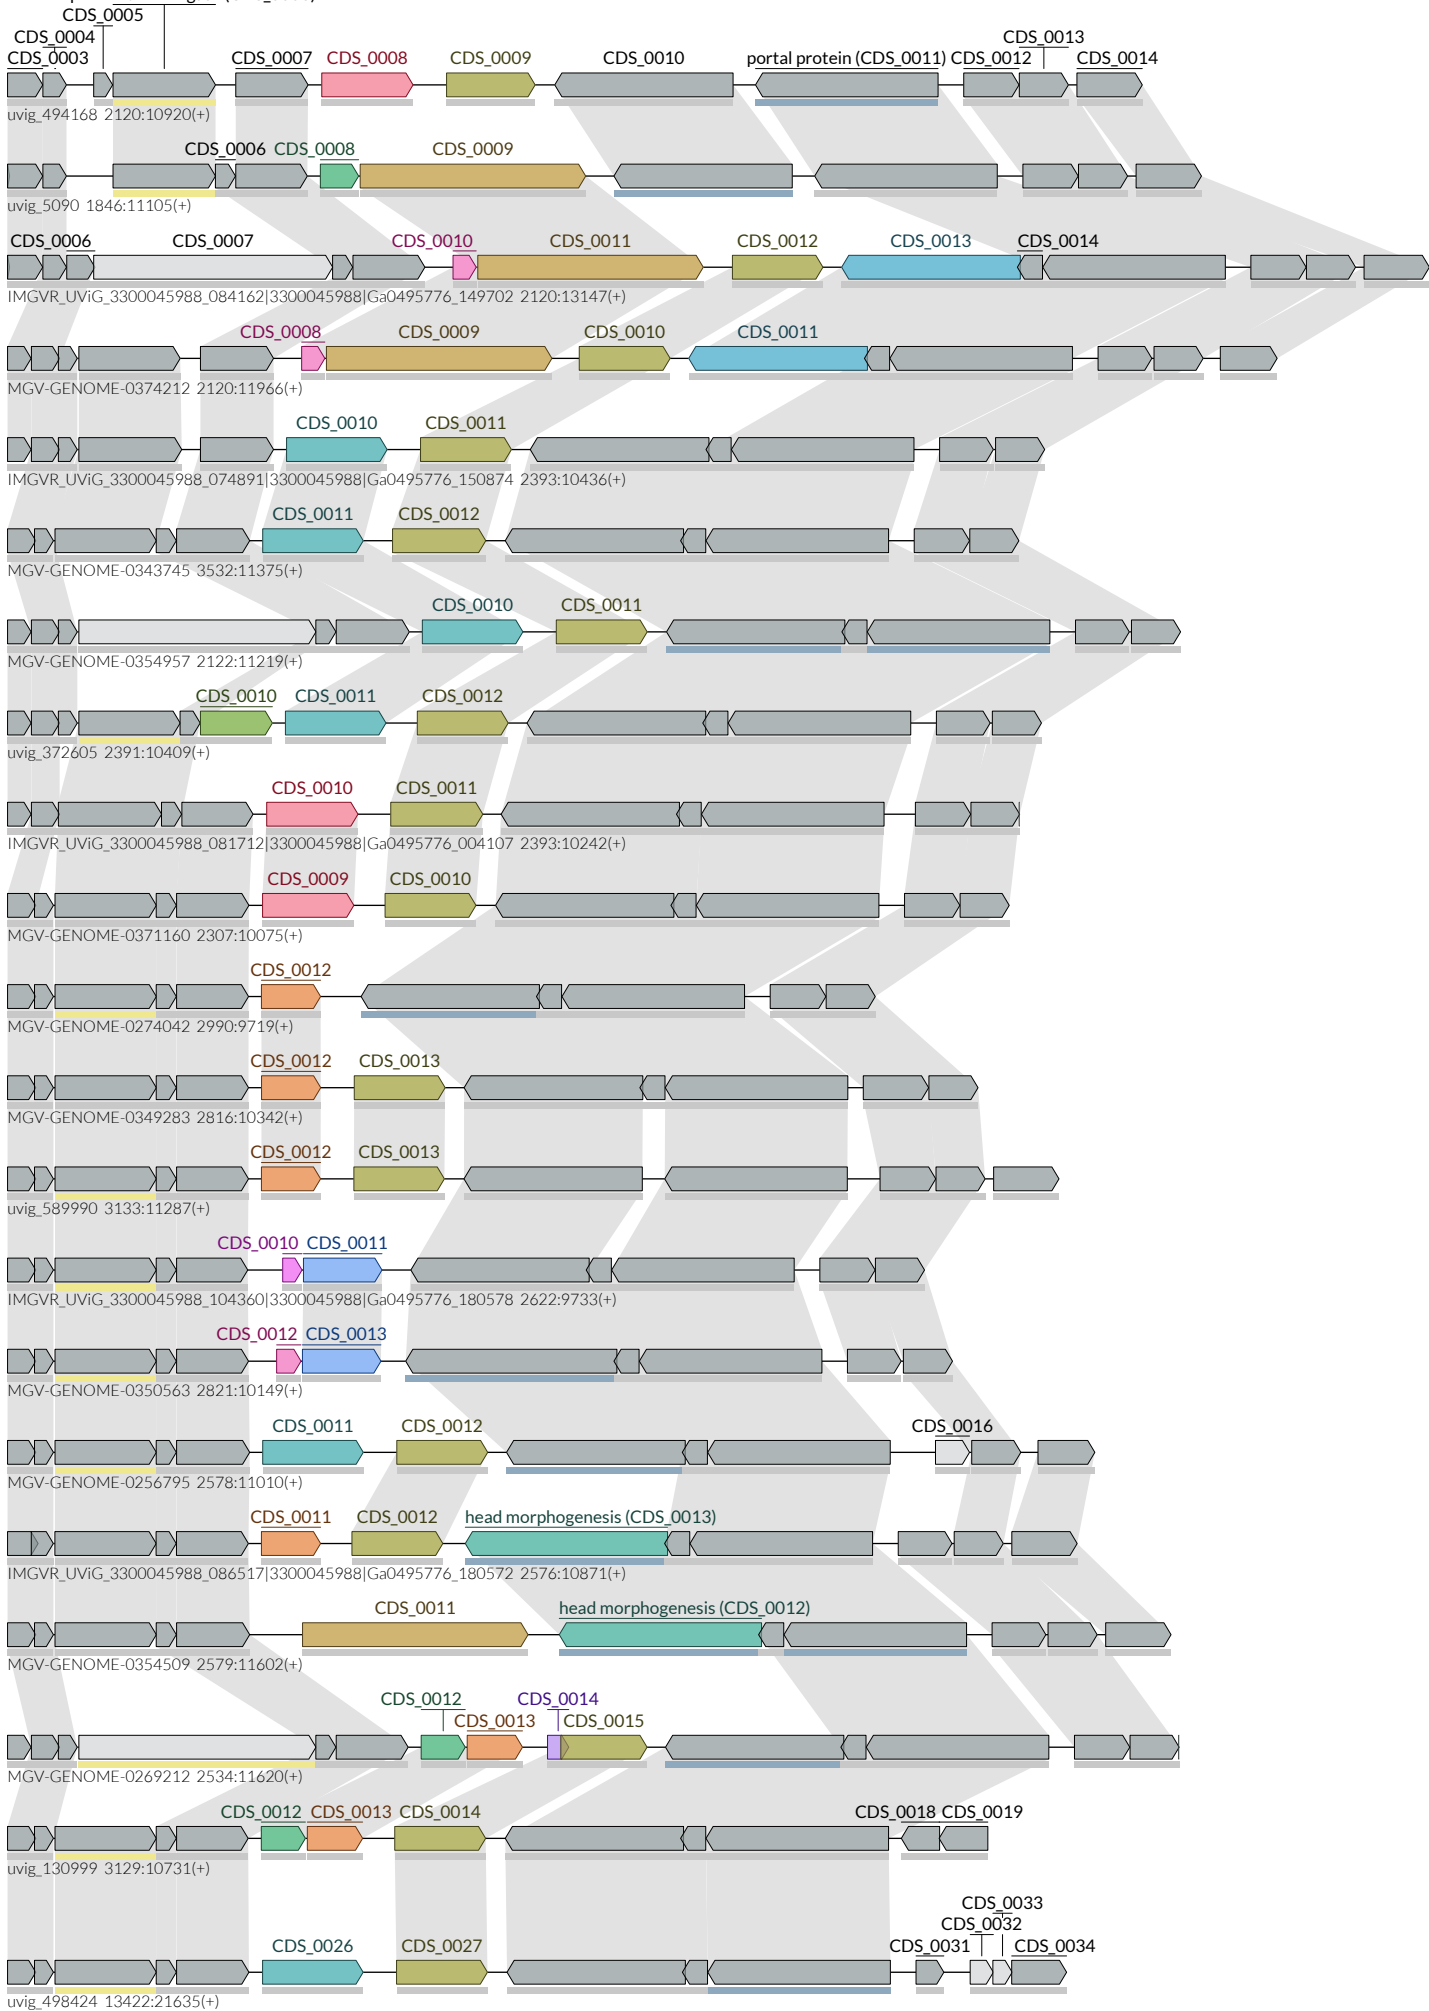 CDS_0005
CDS_0004
CDS_0013
CDS_0003 CDS_0007 CDS_0008 CDS_0009 CDS_0010 portal protein (CDS_0011) CDS_0012 CDS_0014
uvig_494168 2120:10920(+)
CDS_0006 CDS_0008 CDS_0009
uvig_5090 1846:11105(+)
CDS_0006 CDS_0007 CDS_0010 CDS_0011 CDS_0012 CDS_0013 CDS_0014
IMGVR_UViG_3300045988_084162|3300045988|Ga0495776_149702 2120:13147(+)
CDS_0008 CDS_0009 CDS_0010 CDS_0011
MGV-GENOME-0374212 2120:11966(+)
CDS_0010 CDS_0011
IMGVR_UViG_3300045988_074891|3300045988|Ga0495776_150874 2393:10436(+)
CDS_0011 CDS_0012
MGV-GENOME-0343745 3532:11375(+)
CDS_0010 CDS_0011
MGV-GENOME-0354957 2122:11219(+)
CDS_0010 CDS_0011 CDS_0012
uvig_372605 2391:10409(+)
CDS_0010 CDS_0011
IMGVR_UViG_3300045988_081712|3300045988|Ga0495776_004107 2393:10242(+)
CDS_0009 CDS_0010
MGV-GENOME-0371160 2307:10075(+)
CDS_0012
MGV-GENOME-0274042 2990:9719(+)
CDS_0012 CDS_0013
MGV-GENOME-0349283 2816:10342(+)
CDS_0012 CDS_0013
uvig_589990 3133:11287(+)
CDS_0010 CDS_0011
IMGVR_UViG_3300045988_104360|3300045988|Ga0495776_180578 2622:9733(+)
CDS_0012 CDS_0013
MGV-GENOME-0350563 2821:10149(+)
CDS_0011 CDS_0012 CDS_0016
MGV-GENOME-0256795 2578:11010(+)
CDS_0011 CDS_0012 head morphogenesis (CDS_0013)
IMGVR_UViG_3300045988_086517|3300045988|Ga0495776_180572 2576:10871(+)
CDS_0011 head morphogenesis (CDS_0012)
MGV-GENOME-0354509 2579:11602(+)
CDS_0012 CDS_0014
CDS_0013 CDS_0015
MGV-GENOME-0269212 2534:11620(+)
CDS_0012 CDS_0013 CDS_0014 CDS_0018 CDS_0019
uvig_130999 3129:10731(+)
CDS_0033
CDS_0032
CDS_0026 CDS_0027 CDS_0031 CDS_0034
uvig_498424 13422:21635(+)